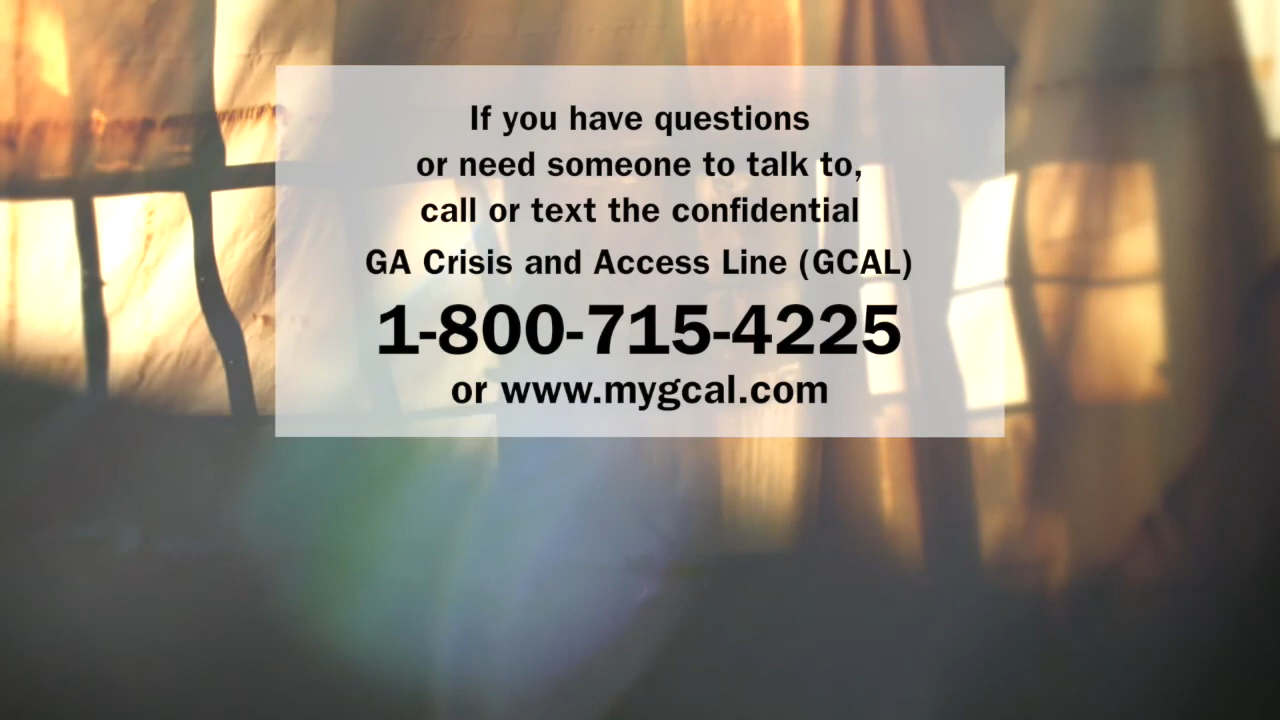 If you have questions
or need someone to talk to,
call or text the confidential
GA Crisis and Access Line (GCAL)
1-800-715-4225
or www.mygcal.com